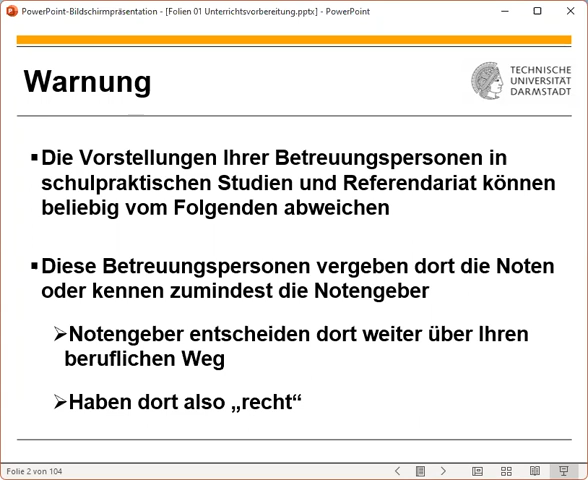 PowerPoint-Bildschirmpräsentation - [Folien 01 Unterrichtsvorbereitung.pptx] - PowerPoint
Warnung
TECHNISCHE
UNIVERSITÄT
DARMSTADT
▪Die Vorstellungen Ihrer Betreuungspersonen in
schulpraktischen Studien und Referendariat können
beliebig vom Folgenden abweichen
▪Diese Betreuungspersonen vergeben dort die Noten
oder kennen zumindest die Notengeber
➢Notengeber entscheiden dort weiter über Ihren
beruflichen Weg
➢Haben dort also „recht“
Folie 2 von 104